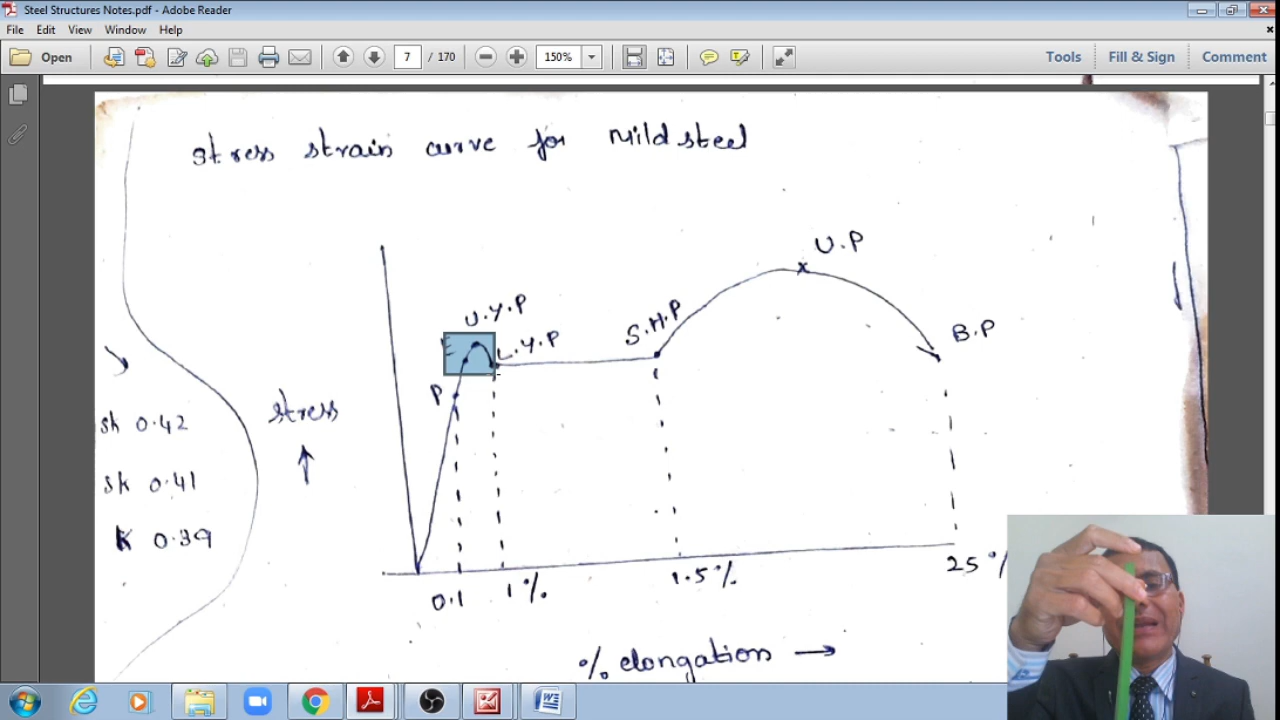 Steel Structures Notes.pdf - Adobe Reader
File Edit View Window Help
Open 7 / 170 150% Tools Fill & Sign Comment
stress strain curve for mild steel
U.P
U.Y.P
S.H.P
B.P
E
L.Y.P
P
stress
sk 0.42
sk 0.41
k 0.39
0.1 1% 1.5% 25%
% elongation